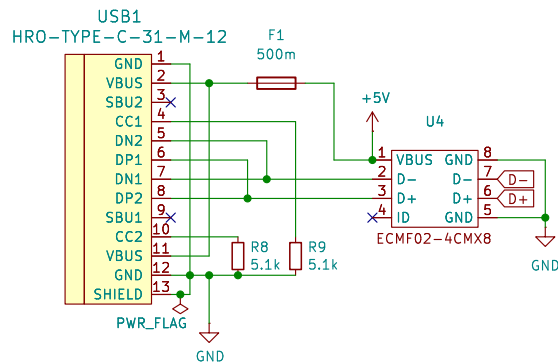 USB1
HRO-TYPE-C-31-M-12
GND 1
VBUS 2
SBU2 3
CC1 4
DN2 5
DP1 6
DN1 7
DP2 8
SBU1 9
CC2 10
VBUS 11
GND 12
SHIELD 13
PWR_FLAG
GND
F1
500m
R8
5.1k
R9
5.1k
+5V
U4
1 VBUS GND 8
2 D- D- 7 D-
3 D+ D+ 6 D+
4 ID GND 5
ECMF02-4CMX8
GND